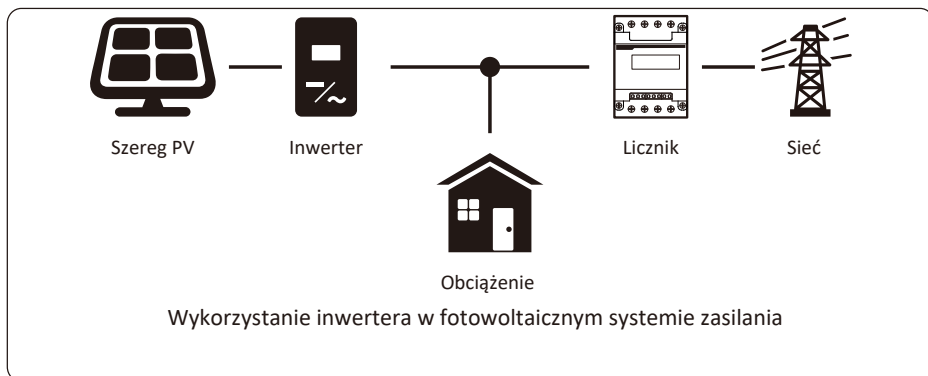 Szereg PV
Inwerter
Licznik
Sieć
Obciążenie
Wykorzystanie inwertera w fotowoltaicznym systemie zasilania